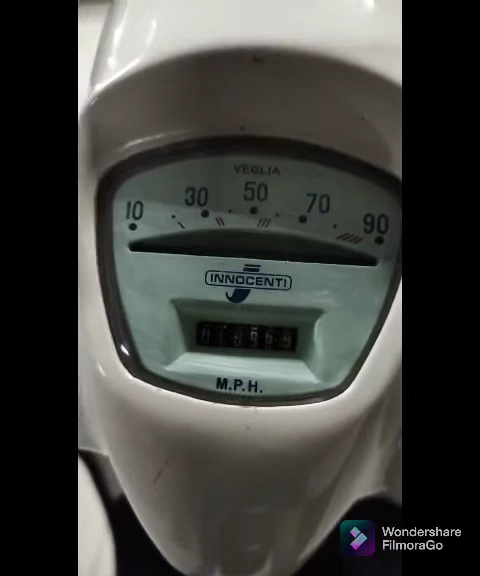 VEGLIA
10 30 50 70 90
INNOCENTI
M.P.H.
Wondershare
FilmoraGo